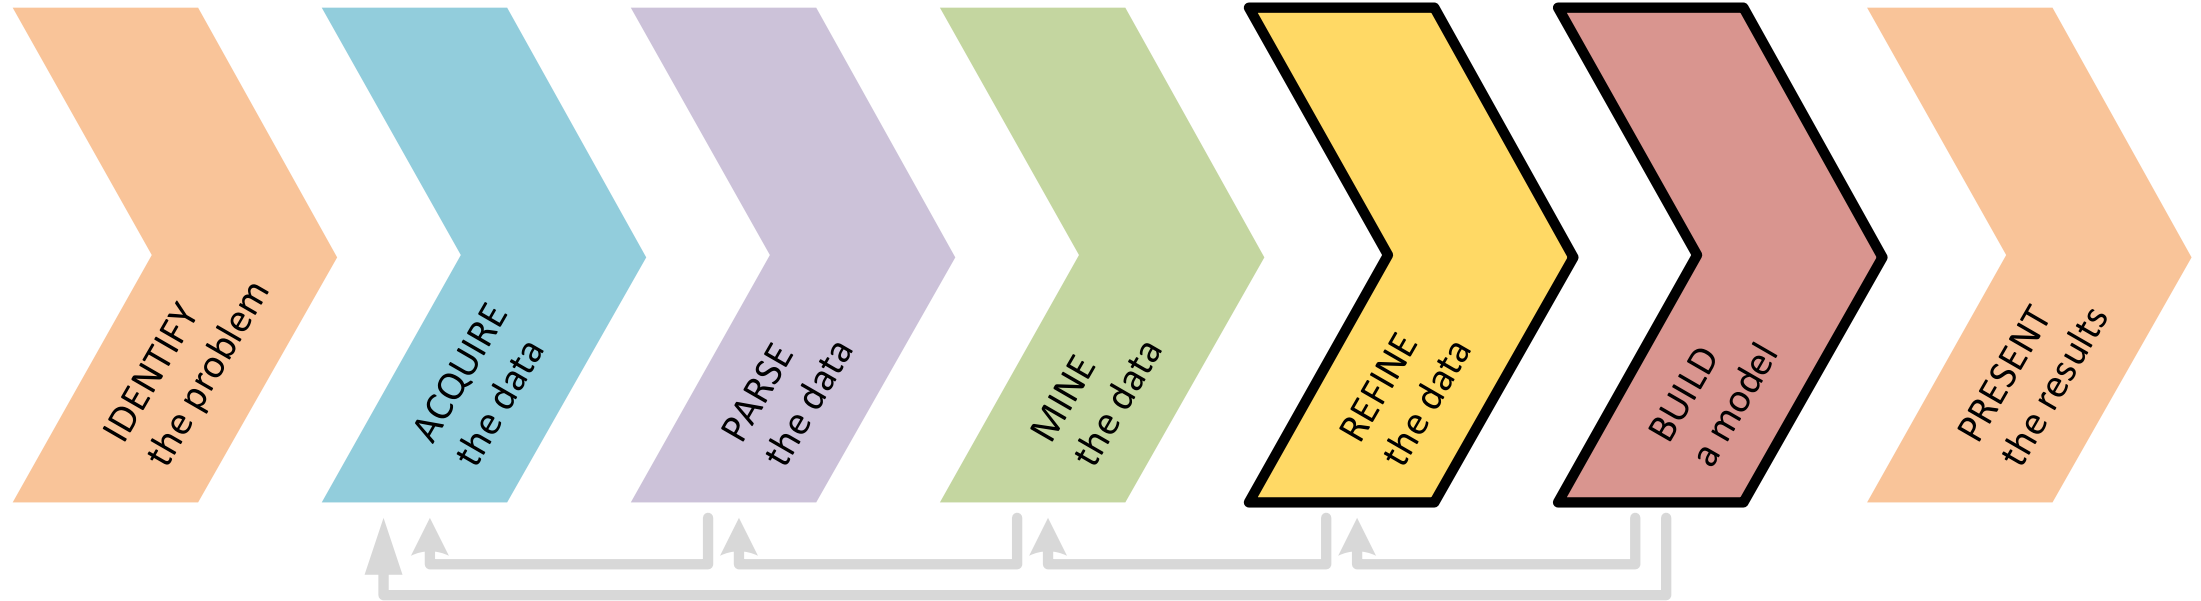 IDENTIFY
the problem
ACQUIRE
the data
PARSE
the data
MINE
the data
REFINE
the data
BUILD
a model
PRESENT
the results